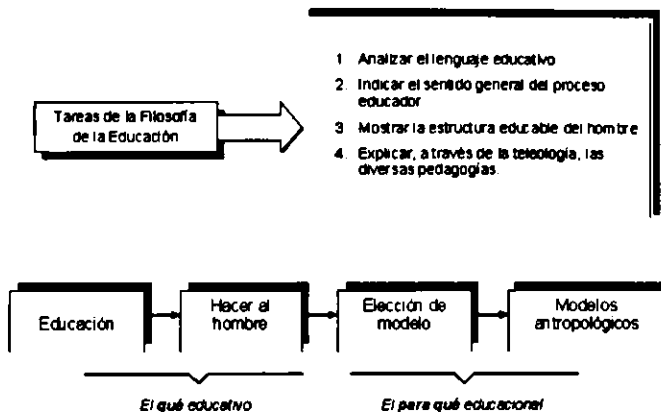 Tareas de la Filosofía
de la Educación
1 Analizar el lenguaje educativo
2. Indicar el sentido general del proceso
educador
3 Mostrar la estructura educable del hombre
4. Explicar, a través de la teleología, las
diversas pedagogías.
Educación
Hacer al
hombre
Elección de
modelo
Modelos
antropológicos
El qué educativo
El para qué educacional